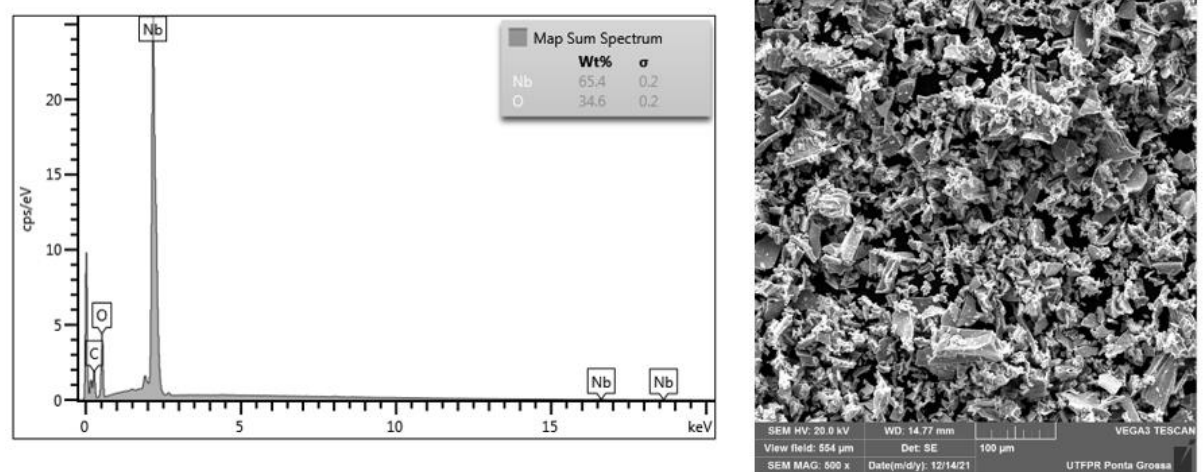 Nb
Map Sum Spectrum
Wt% σ
Nb 65.4 0.2
O 34.6 0.2
20
15
10
5
0
cps/eV
O
C
Nb Nb
0 5 10 15 keV
SEM HV: 20.0 kV WD: 14.77 mm VEGA3 TESCAN
View field: 554 μm Det: SE 100 μm
SEM MAG: 500 x Date(m/d/y): 12/14/21 UTFPR Ponta Grossa